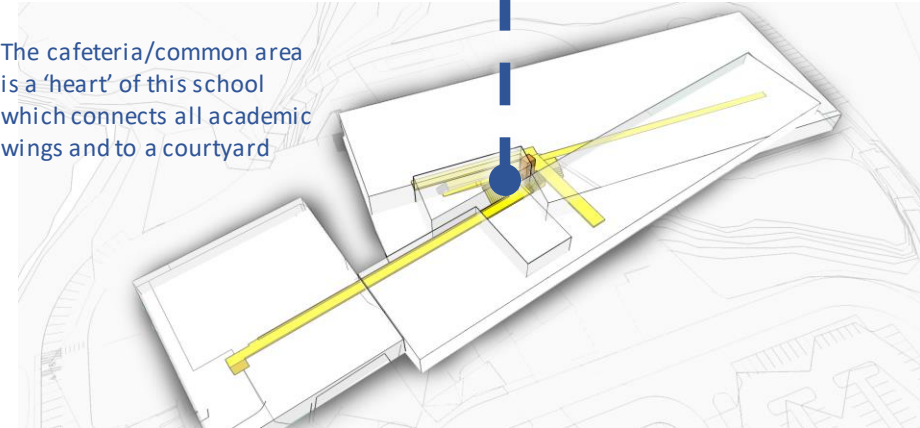 The cafeteria/common area
is a ‘heart’ of this school
which connects all academic
wings and to a courtyard